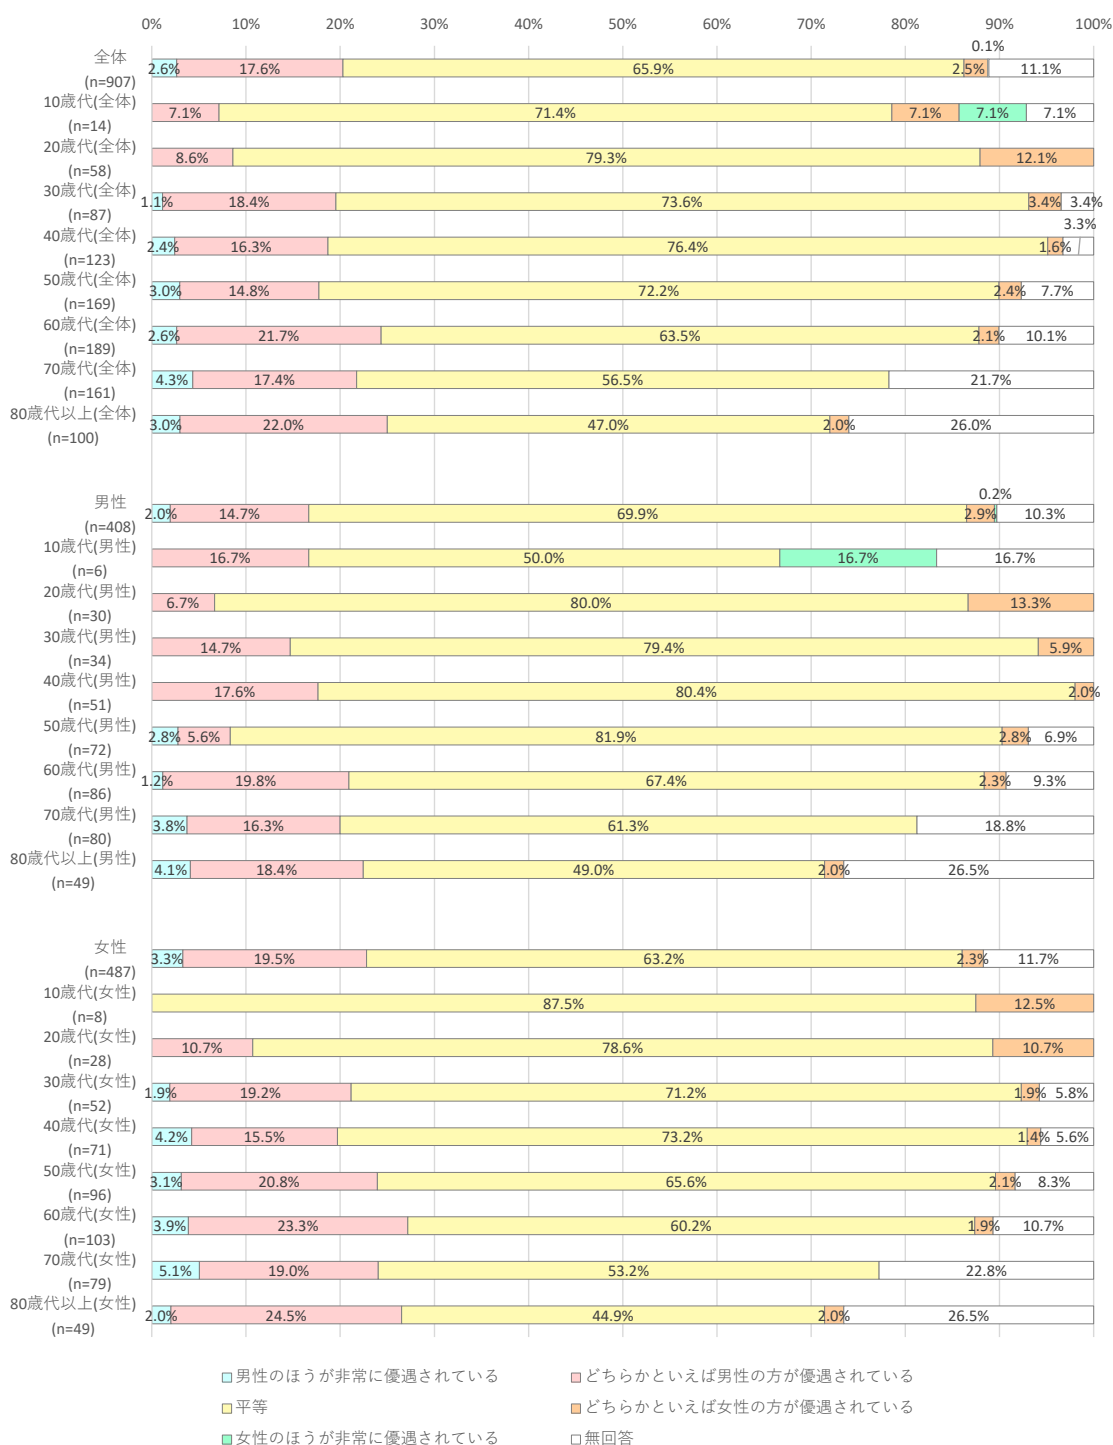 0% 10% 20% 30% 40% 50% 60% 70% 80% 90% 100%
0.1%
全体
(n=907)
2.6% 17.6% 65.9% 2.5% 11.1%
10歳代(全体)
(n=14)
7.1% 71.4% 7.1% 7.1% 7.1%
20歳代(全体)
(n=58)
8.6% 79.3% 12.1%
30歳代(全体)
(n=87)
1.1% 18.4% 73.6% 3.4% 3.4%
3.3%
40歳代(全体)
(n=123)
2.4% 16.3% 76.4% 1.6%
50歳代(全体)
(n=169)
3.0% 14.8% 72.2% 2.4% 7.7%
60歳代(全体)
(n=189)
2.6% 21.7% 63.5% 2.1% 10.1%
70歳代(全体)
(n=161)
4.3% 17.4% 56.5% 21.7%
80歳代以上(全体)
(n=100)
3.0% 22.0% 47.0% 2.0% 26.0%
0.2%
男性
(n=408)
2.0% 14.7% 69.9% 2.9% 10.3%
10歳代(男性)
(n=6)
16.7% 50.0% 16.7% 16.7%
20歳代(男性)
(n=30)
6.7% 80.0% 13.3%
30歳代(男性)
(n=34)
14.7% 79.4% 5.9%
40歳代(男性)
(n=51)
17.6% 80.4% 2.0%
50歳代(男性)
(n=72)
2.8% 5.6% 81.9% 2.8% 6.9%
60歳代(男性)
(n=86)
1.2% 19.8% 67.4% 2.3% 9.3%
70歳代(男性)
(n=80)
3.8% 16.3% 61.3% 18.8%
80歳代以上(男性)
(n=49)
4.1% 18.4% 49.0% 2.0% 26.5%
女性
(n=487)
3.3% 19.5% 63.2% 2.3% 11.7%
10歳代(女性)
(n=8)
87.5% 12.5%
20歳代(女性)
(n=28)
10.7% 78.6% 10.7%
30歳代(女性)
(n=52)
1.9% 19.2% 71.2% 1.9% 5.8%
40歳代(女性)
(n=71)
4.2% 15.5% 73.2% 1.4% 5.6%
50歳代(女性)
(n=96)
3.1% 20.8% 65.6% 2.1% 8.3%
60歳代(女性)
(n=103)
3.9% 23.3% 60.2% 1.9% 10.7%
70歳代(女性)
(n=79)
5.1% 19.0% 53.2% 22.8%
80歳代以上(女性)
(n=49)
2.0% 24.5% 44.9% 2.0% 26.5%
男性のほうが非常に優遇されている どちらかといえば男性の方が優遇されている
平等 どちらかといえば女性の方が優遇されている
女性のほうが非常に優遇されている 無回答